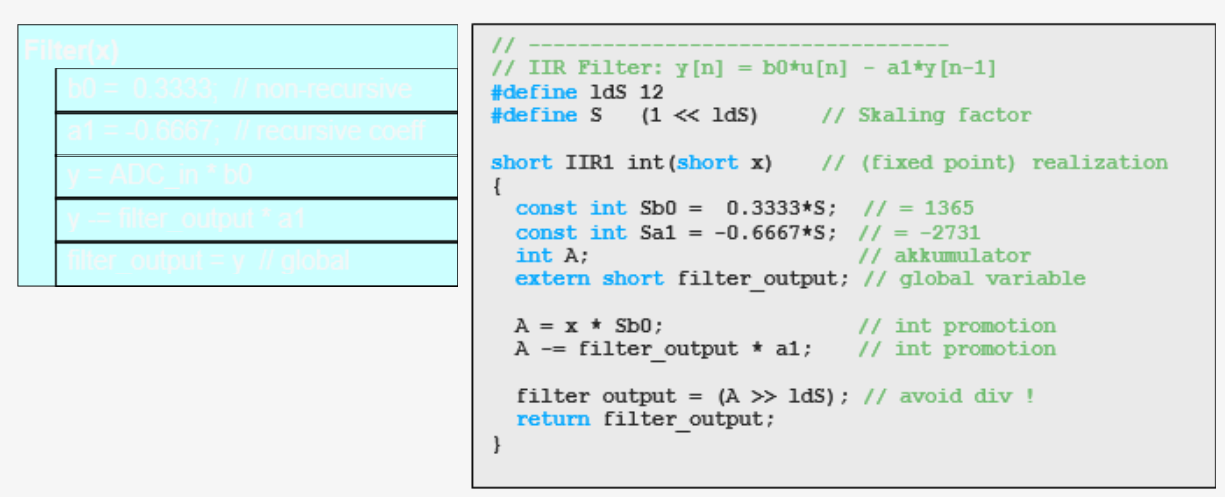 Filter(x)
b0 = 0.3333, // non-recursive
a1 = -0.6667, // recursive coeff
y = ADC_in * b0
y -= filter_output * a1
filter_output = y // global
// ----------------------------------
// IIR Filter: y[n] = b0*u[n] - a1*y[n-1]
#define ldS 12
#define S (1 << ldS) // Skaling factor
short IIR1 int(short x) // (fixed point) realization
{
const int Sb0 = 0.3333*S; // = 1365
const int Sa1 = -0.6667*S; // = -2731
int A; // akkumulator
extern short filter_output; // global variable
A = x * Sb0; // int promotion
A -= filter_output * a1; // int promotion
filter output = (A >> ldS); // avoid div !
return filter_output;
}